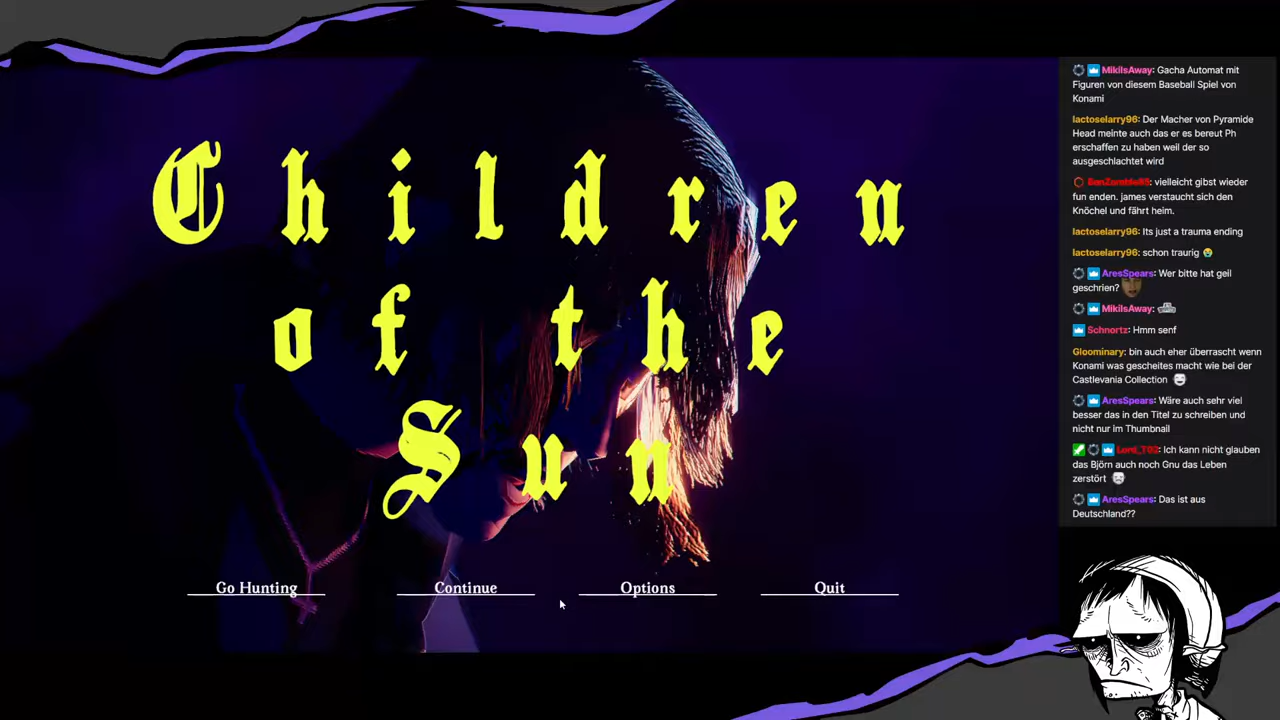 Children
of the
Sun
Go Hunting
Continue
Options
Quit
MikiIsAway: Gacha Automat mit
Figuren von diesem Baseball Spiel von
Konami
lactoselarry96: Der Macher von Pyramide
Head meinte auch das er es bereut Ph
erschaffen zu haben weil der so
ausgeschlachtet wird
vielleicht gibst wieder
fun enden. james verstaucht sich den
Knöchel und fährt heim.
lactoselarry96: Its just a trauma ending
lactoselarry96: schon traurig
AresSpears: Wer bitte hat geil
geschrien?
MikiIsAway:
Schnortz: Hmm senf
Gloominary: bin auch eher überrascht wenn
Konami was gescheites macht wie bei der
Castlevania Collection
AresSpears: Wäre auch sehr viel
besser das in den Titel zu schreiben und
nicht nur Im Thumbnail
Ich kann nicht glauben
das Björn auch noch Gnu das Leben
zerstört
AresSpears: Das ist aus
Deutschland??